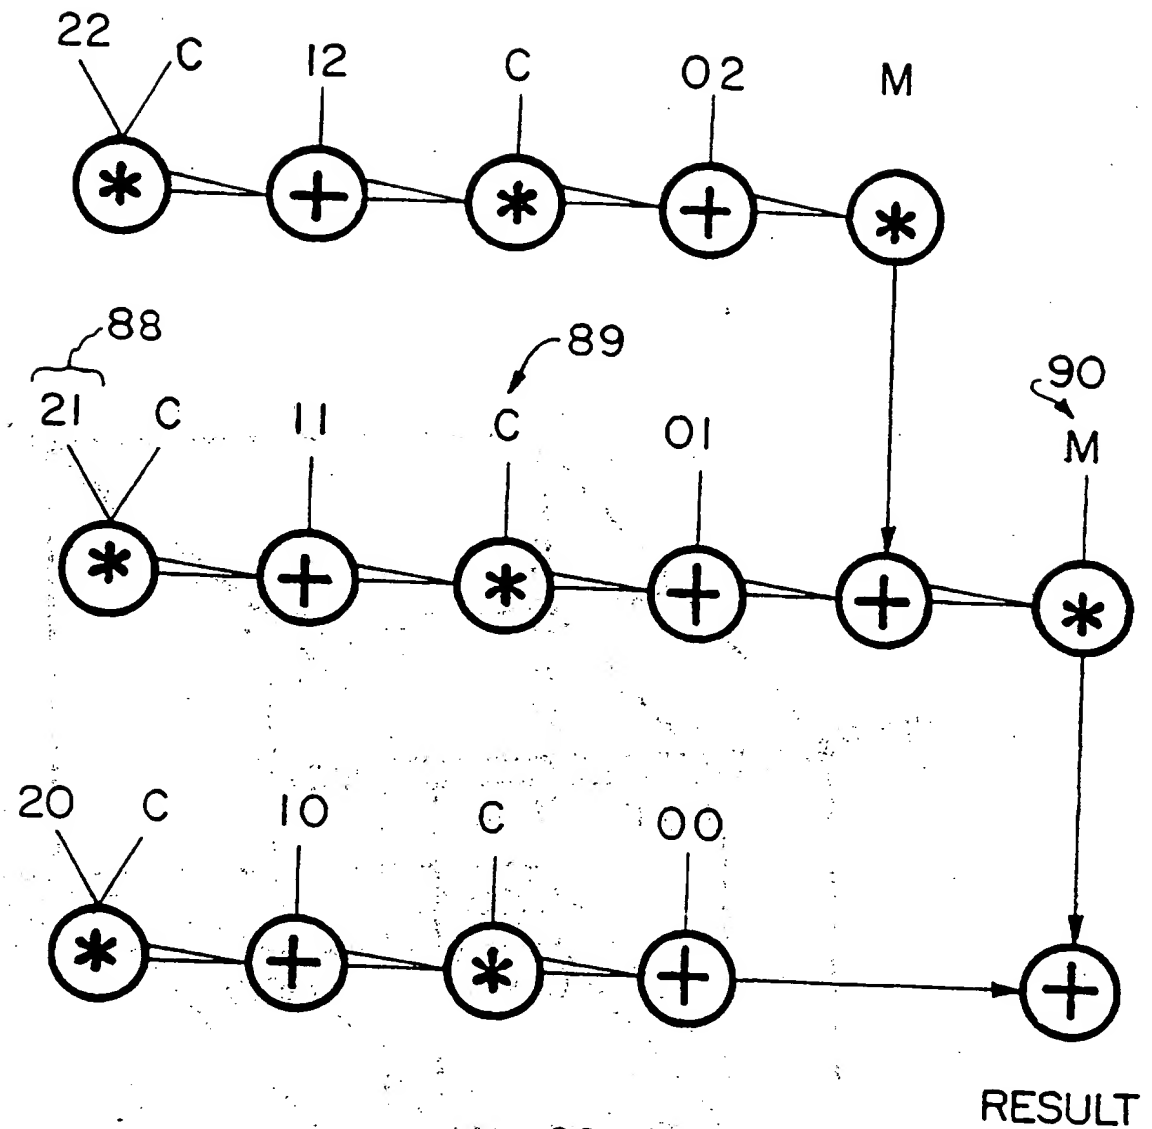 22 C 12 C 02 M
* + * + *
88 89 90
21 C 11 C 01 M
* + * + + *
20 C 10 C 00
* + * + +
RESULT